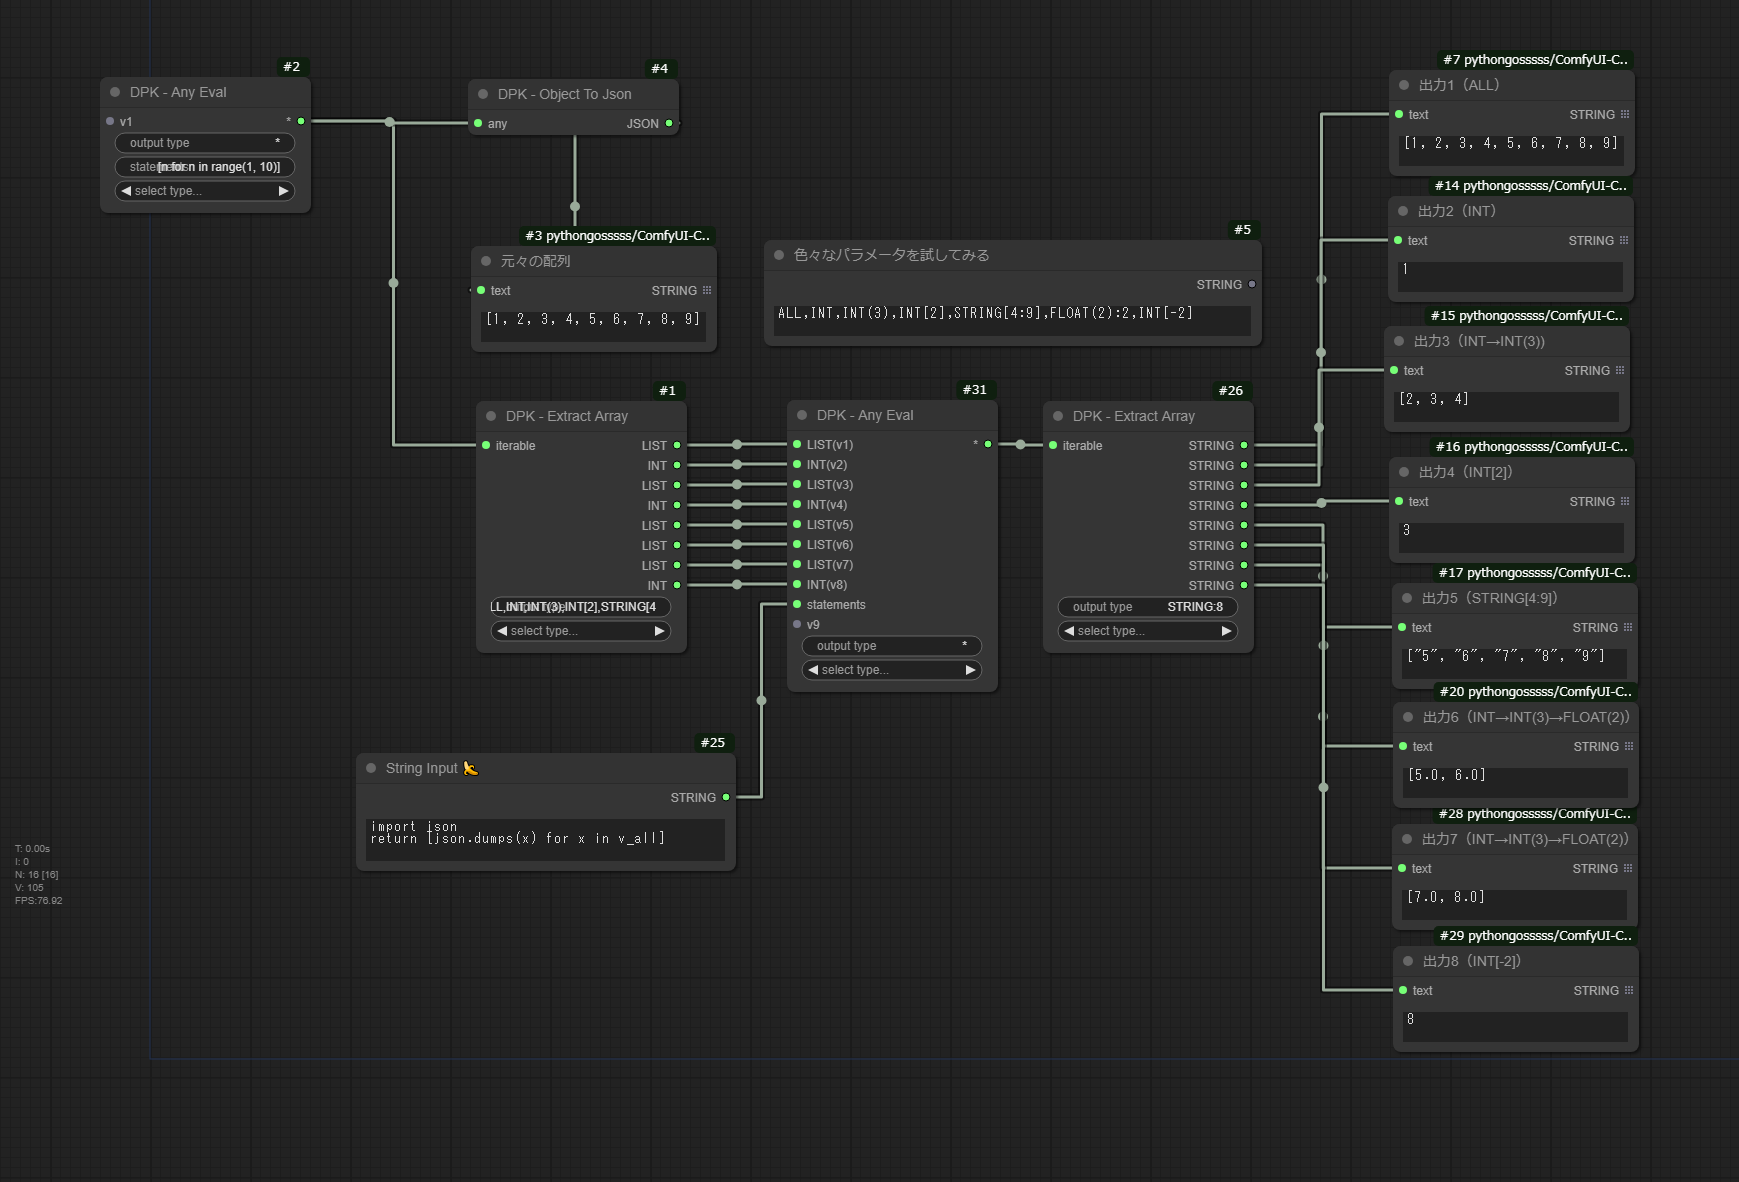 #2
DPK - Any Eval
v1
*
output type
*
[n for n in range(1, 10)]
select type...
#4
DPK - Object To Json
any
JSON
#3 pythongosssss/ComfyUI-C..
元々の配列
text
STRING
[1, 2, 3, 4, 5, 6, 7, 8, 9]
#5
色々なパラメータを試してみる
STRING
ALL,INT,INT(3),INT[2],STRING[4:9],FLOAT(2):2,INT[-2]
#1
DPK - Extract Array
iterable
LIST
INT
LIST
INT
LIST
LIST
LIST
INT
LL,INT,INT(3),INT[2],STRING[4
select type...
#31
DPK - Any Eval
LIST(v1)
*
INT(v2)
LIST(v3)
INT(v4)
LIST(v5)
LIST(v6)
LIST(v7)
INT(v8)
statements
v9
output type
*
select type...
#26
DPK - Extract Array
iterable
STRING
STRING
STRING
STRING
STRING
STRING
STRING
STRING
output type
STRING:8
select type...
#25
String Input
STRING
import json
return [json.dumps(x) for x in v_all]
#7 pythongosssss/ComfyUI-C..
出力1（ALL）
text
STRING
[1, 2, 3, 4, 5, 6, 7, 8, 9]
#14 pythongosssss/ComfyUI-C..
出力2（INT）
text
STRING
1
#15 pythongosssss/ComfyUI-C..
出力3（INT→INT(3))
text
STRING
[2, 3, 4]
#16 pythongosssss/ComfyUI-C..
出力4（INT[2]）
text
STRING
3
#17 pythongosssss/ComfyUI-C..
出力5（STRING[4:9]）
text
STRING
["5", "6", "7", "8", "9"]
#20 pythongosssss/ComfyUI-C..
出力6（INT→INT(3)→FLOAT(2)）
text
STRING
[5.0, 6.0]
#28 pythongosssss/ComfyUI-C..
出力7（INT→INT(3)→FLOAT(2)）
text
STRING
[7.0, 8.0]
#29 pythongosssss/ComfyUI-C..
出力8（INT[-2]）
text
STRING
8
T: 0.00s
I: 0
N: 16 [16]
V: 105
FPS:76.92